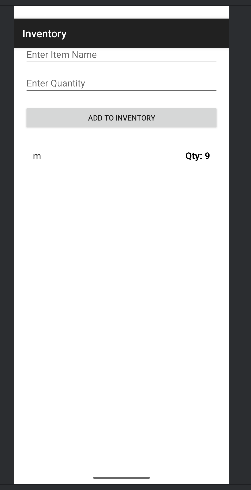 Inventory
Enter Item Name
Enter Quantity
ADD TO INVENTORY
m Qty: 9